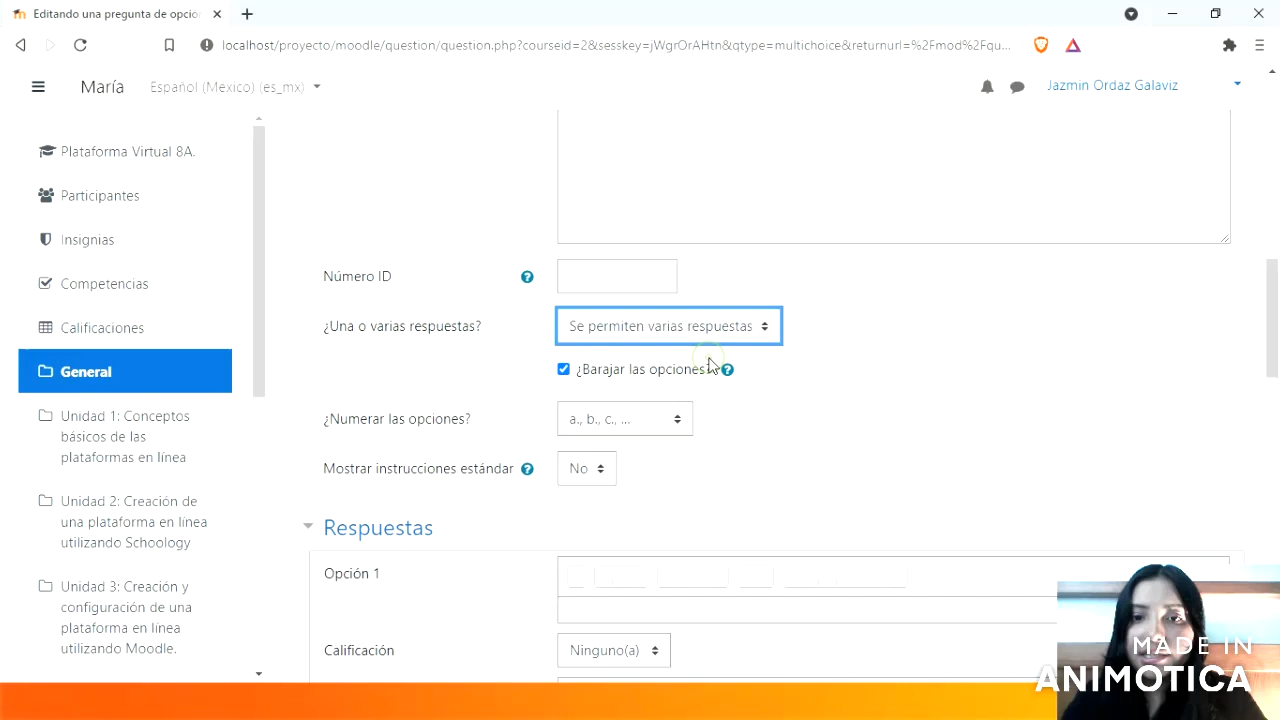 Editando una pregunta de opcio
localhost/proyecto/moodle/question/question.php?courseid=2&sesskey=jWgrOrAHtn&qtype=multichoice&returnurl=%2Fmod%2Fqu...
María
Español (Mexico) (es_mx)
Jazmin Ordaz Galaviz
Plataforma Virtual 8A.
Participantes
Insignias
Competencias
Calificaciones
General
Unidad 1: Conceptos
básicos de las
plataformas en línea
Unidad 2: Creación de
una plataforma en línea
utilizando Schoology
Unidad 3: Creación y
configuración de una
plataforma en línea
utilizando Moodle.
Número ID
¿Una o varias respuestas?
Se permiten varias respuestas
¿Barajar las opciones?
¿Numerar las opciones?
a., b., c., ...
Mostrar instrucciones estándar
No
Respuestas
Opción 1
Calificación
Ninguno(a)
MADE IN
ANIMOTICA